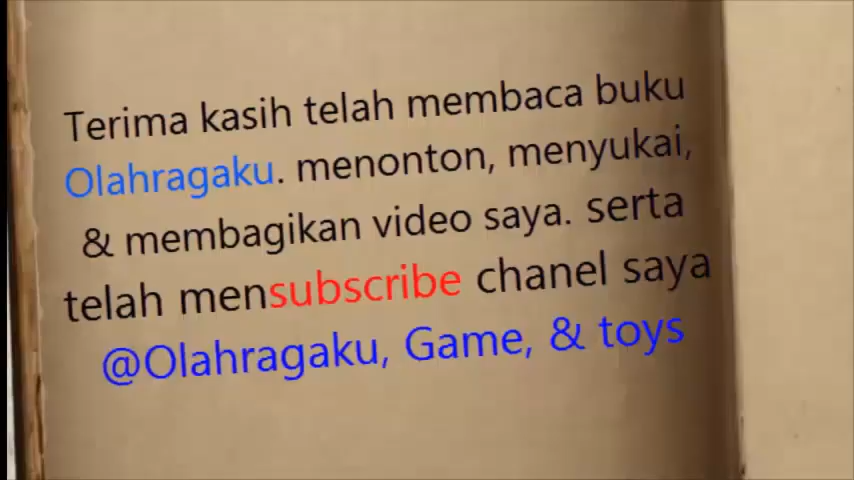 Terima kasih telah membaca buku
Olahragaku. menonton, menyukai,
& membagikan video saya. serta
telah mensubscribe chanel saya
@Olahragaku, Game, & toys